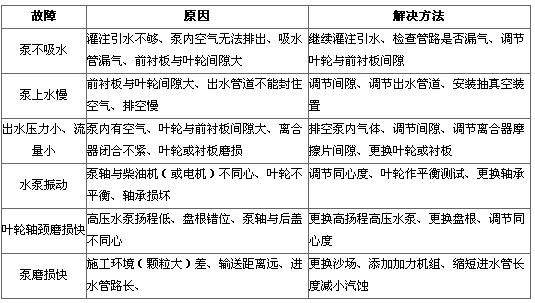 故障 原因 解决方法
泵不吸水
灌注引水不够、泵内空气无法排出、吸水
管漏气、前衬板与叶轮间隙大
继续灌注引水、检查管路是否漏气、调节
叶轮与前衬板间隙
泵上水慢
前衬板与叶轮间隙大、出水管道不能封住
空气、排空慢
调节间隙、调节出水管道、安装抽真空装
置
出水压力小、流
量小
泵内有空气、叶轮与前衬板间隙大、离合
器闭合不紧、叶轮或衬板磨损
排空泵内气体、调节间隙、调节离合器摩
擦片间隙、更换叶轮或衬板
水泵振动
泵轴与柴油机（或电机）不同心、叶轮不
平衡、轴承损坏
调节同心度、叶轮作平衡测试、更换轴承
叶轮轴颈磨损快
高压水泵扬程低、盘根错位、泵轴与后盖
不同心
更换高扬程高压水泵、更换盘根、调节同
心度
泵磨损快
施工环境（颗粒大）差、输送距离远、进
水管路长、
更换沙场、添加加力机组、缩短进水管长
度减小汽蚀